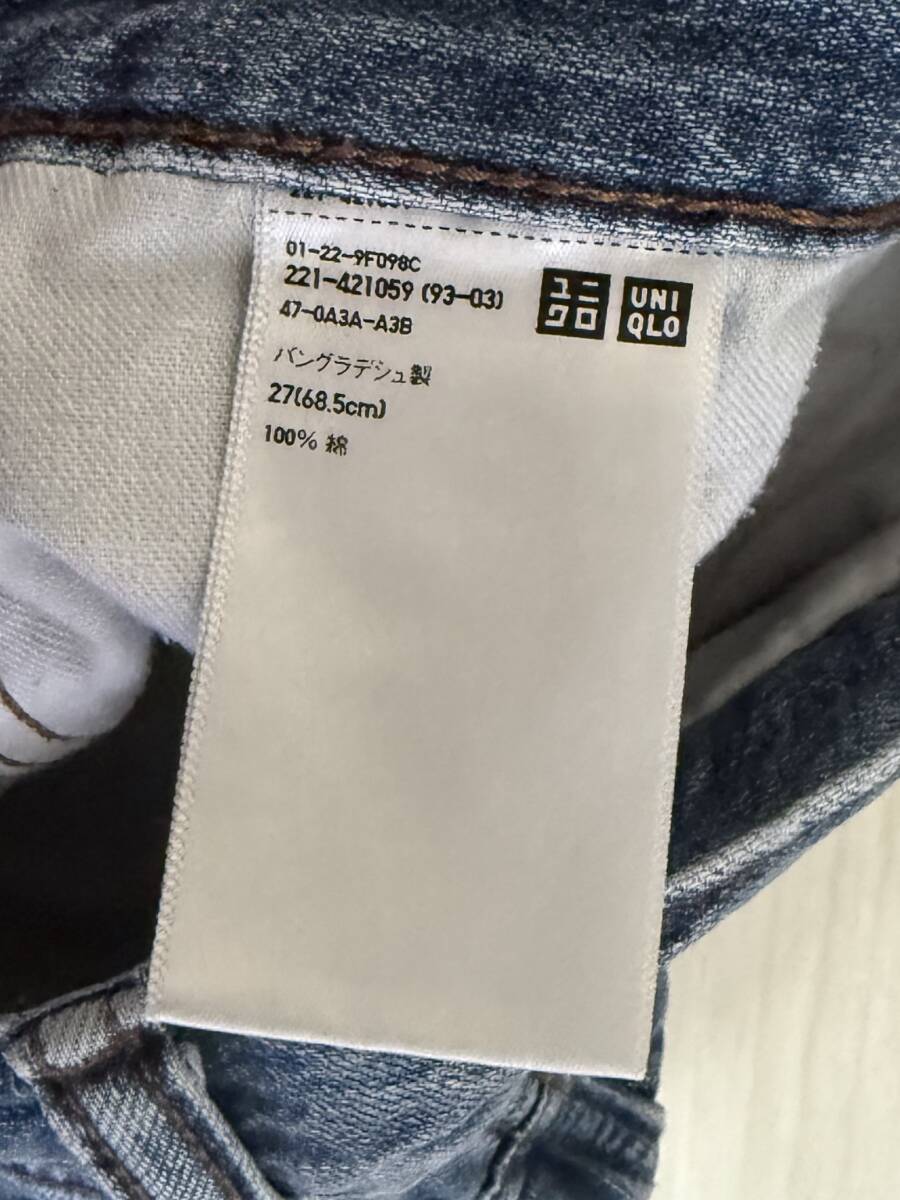 01-22-9F098C
221-421059 (93-03)
47-0A3A-A3B
ユニ
クロ
UNI
QLO
バングラデシュ製
27(68.5cm)
100% 綿